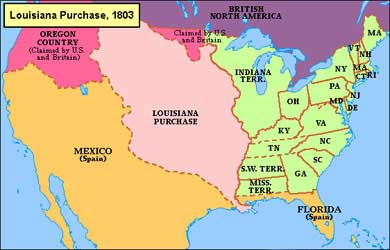 Louisiana Purchase, 1803
BRITISH
NORTH AMERICA
OREGON
COUNTRY
(Claimed by U.S.
and Britain)
Claimed by U.S.
and Britain
MA
VT
NH
NY
MA
CT
RI
INDIANA
TERR.
PA
NJ
OH
MD
DE
LOUISIANA
PURCHASE
VA
KY
MEXICO
(Spain)
TN
NC
S.W. TERR.
SC
MISS.
TERR.
GA
FLORIDA
(Spain)